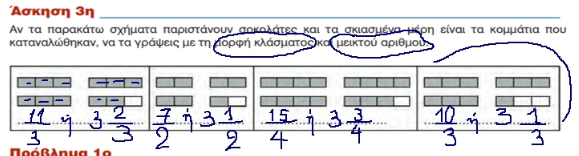 Άσκηση 3η
Αν τα παρακάτω σχήματα παριστάνουν σοκολάτες και τα σκιασμένα μέρη είναι τα κομμάτια που
καταναλώθηκαν, να τα γράψεις με τη μορφή κλάσματος και μεικτού αριθμού.
11/3 ή 3 2/3 7/2 ή 3 1/2 15/4 ή 3 3/4 10/3 ή 3 1/3
Πρόβλημα 1ο